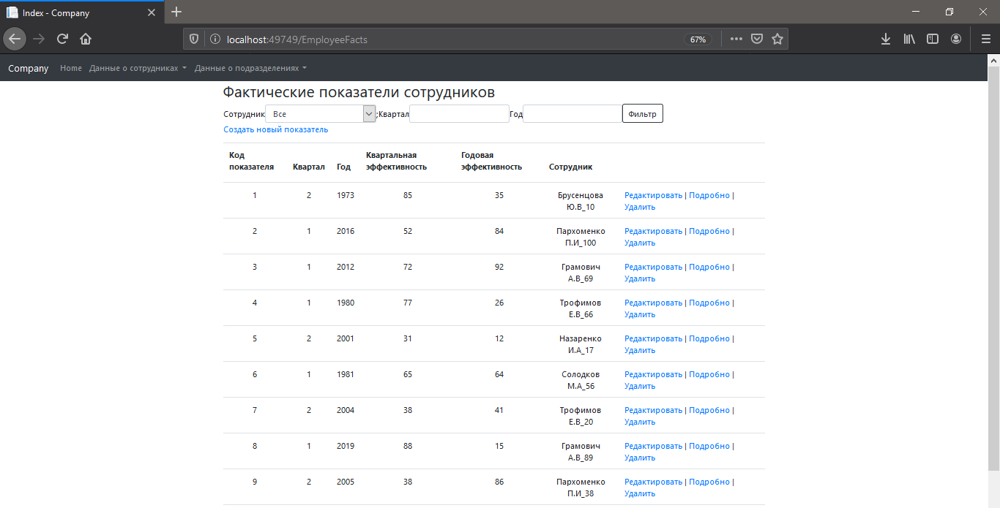 Index - Company
localhost:49749/EmployeeFacts
67%
Company Home Данные о сотрудниках Данные о подразделениях
Фактические показатели сотрудников
Сотрудник Все ;Квартал Год Фильтр
Создать новый показатель
Код Квартальная Годовая
показателя Квартал Год эффективность эффективность Сотрудник
1 2 1973 85 35 Брусенцова Редактировать | Подробно |
Ю.В_10 Удалить
2 1 2016 52 84 Пархоменко Редактировать | Подробно |
П.И_100 Удалить
3 1 2012 72 92 Грамович Редактировать | Подробно |
А.В_69 Удалить
4 1 1980 77 26 Трофимов Редактировать | Подробно |
Е.В_66 Удалить
5 2 2001 31 12 Назаренко Редактировать | Подробно |
И.А_17 Удалить
6 1 1981 65 64 Солодков Редактировать | Подробно |
М.А_56 Удалить
7 2 2004 38 41 Трофимов Редактировать | Подробно |
Е.В_20 Удалить
8 1 2019 88 15 Грамович Редактировать | Подробно |
А.В_89 Удалить
9 2 2005 38 86 Пархоменко Редактировать | Подробно |
П.И_38 Удалить